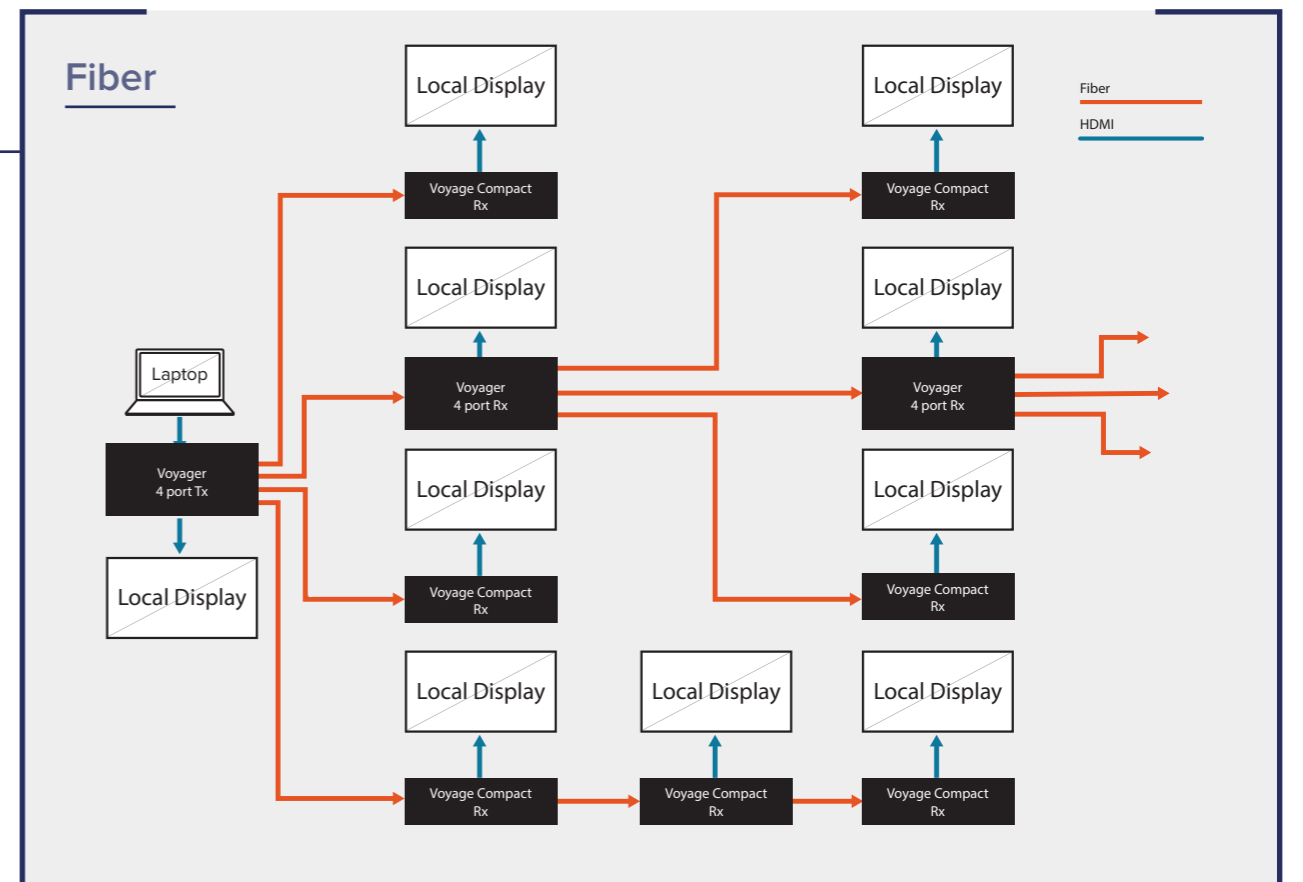 Fiber
Fiber
HDMI
Local Display
Local Display
Voyage Compact
Rx
Voyage Compact
Rx
Local Display
Local Display
Laptop
Voyager
4 port Rx
Voyager
4 port Rx
Voyager
4 port Tx
Local Display
Local Display
Local Display
Voyage Compact
Rx
Voyage Compact
Rx
Local Display
Local Display
Local Display
Voyage Compact
Rx
Voyage Compact
Rx
Voyage Compact
Rx